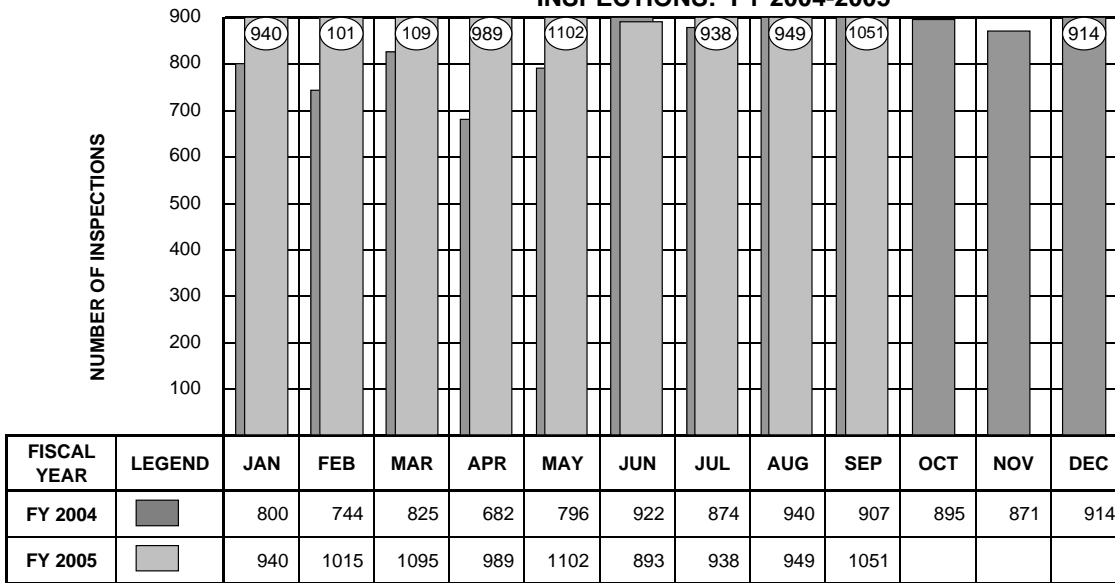 INSPECTIONS: FY 2004-2005
900
940 101 109 989 1102 938 949 1051 914
800
700
600
500
400
300
200
100
NUMBER OF INSPECTIONS
FISCAL YEAR LEGEND JAN FEB MAR APR MAY JUN JUL AUG SEP OCT NOV DEC
FY 2004 800 744 825 682 796 922 874 940 907 895 871 914
FY 2005 940 1015 1095 989 1102 893 938 949 1051